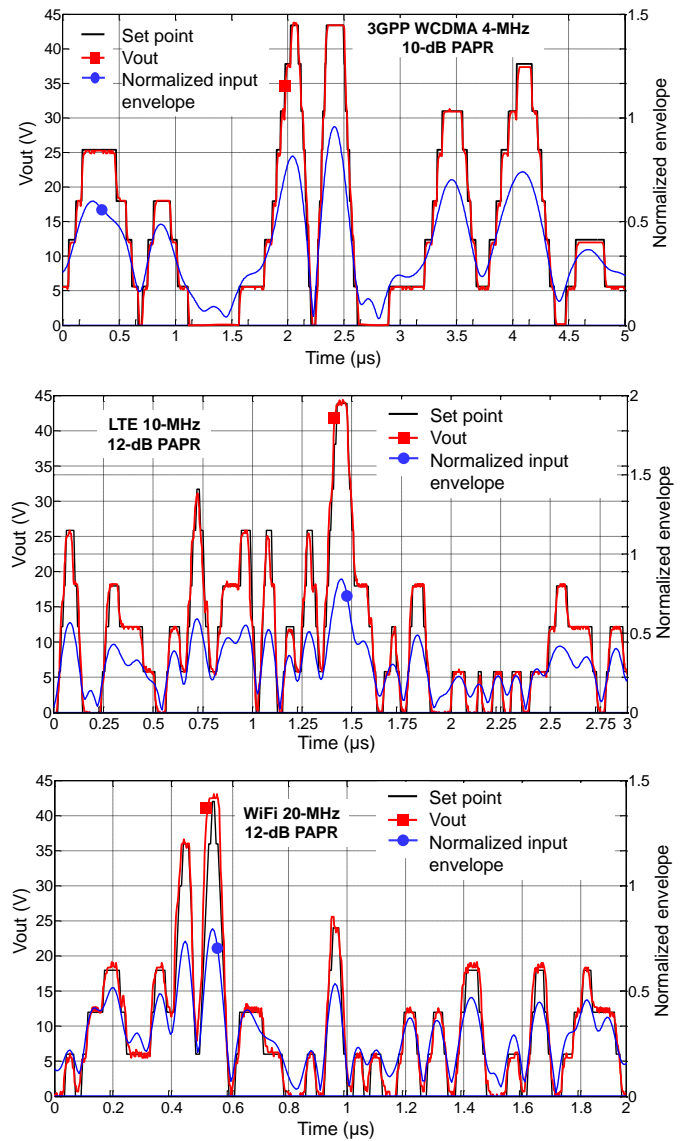 3GPP WCDMA 4-MHz
10-dB PAPR
Set point
Vout
Normalized input
envelope
Vout (V)
45
40
35
30
25
20
15
10
5
0
1.5
1
0.5
0
Normalized envelope
0
0.5
1
1.5
2
2.5
3
3.5
4
4.5
5
Time (µs)
LTE 10-MHz
12-dB PAPR
Set point
Vout
Normalized input
envelope
Vout (V)
45
40
35
30
25
20
15
10
5
0
2
1.5
1
0.5
0
Normalized envelope
0
0.25
0.5
0.75
1
1.25
1.5
1.75
2
2.25
2.5
2.75
3
Time (µs)
WiFi 20-MHz
12-dB PAPR
Set point
Vout
Normalized input
envelope
Vout (V)
45
40
35
30
25
20
15
10
5
0
1.5
1
0.5
0
Normalized envelope
0
0.2
0.4
0.6
0.8
1
1.2
1.4
1.6
1.8
2
Time (µs)